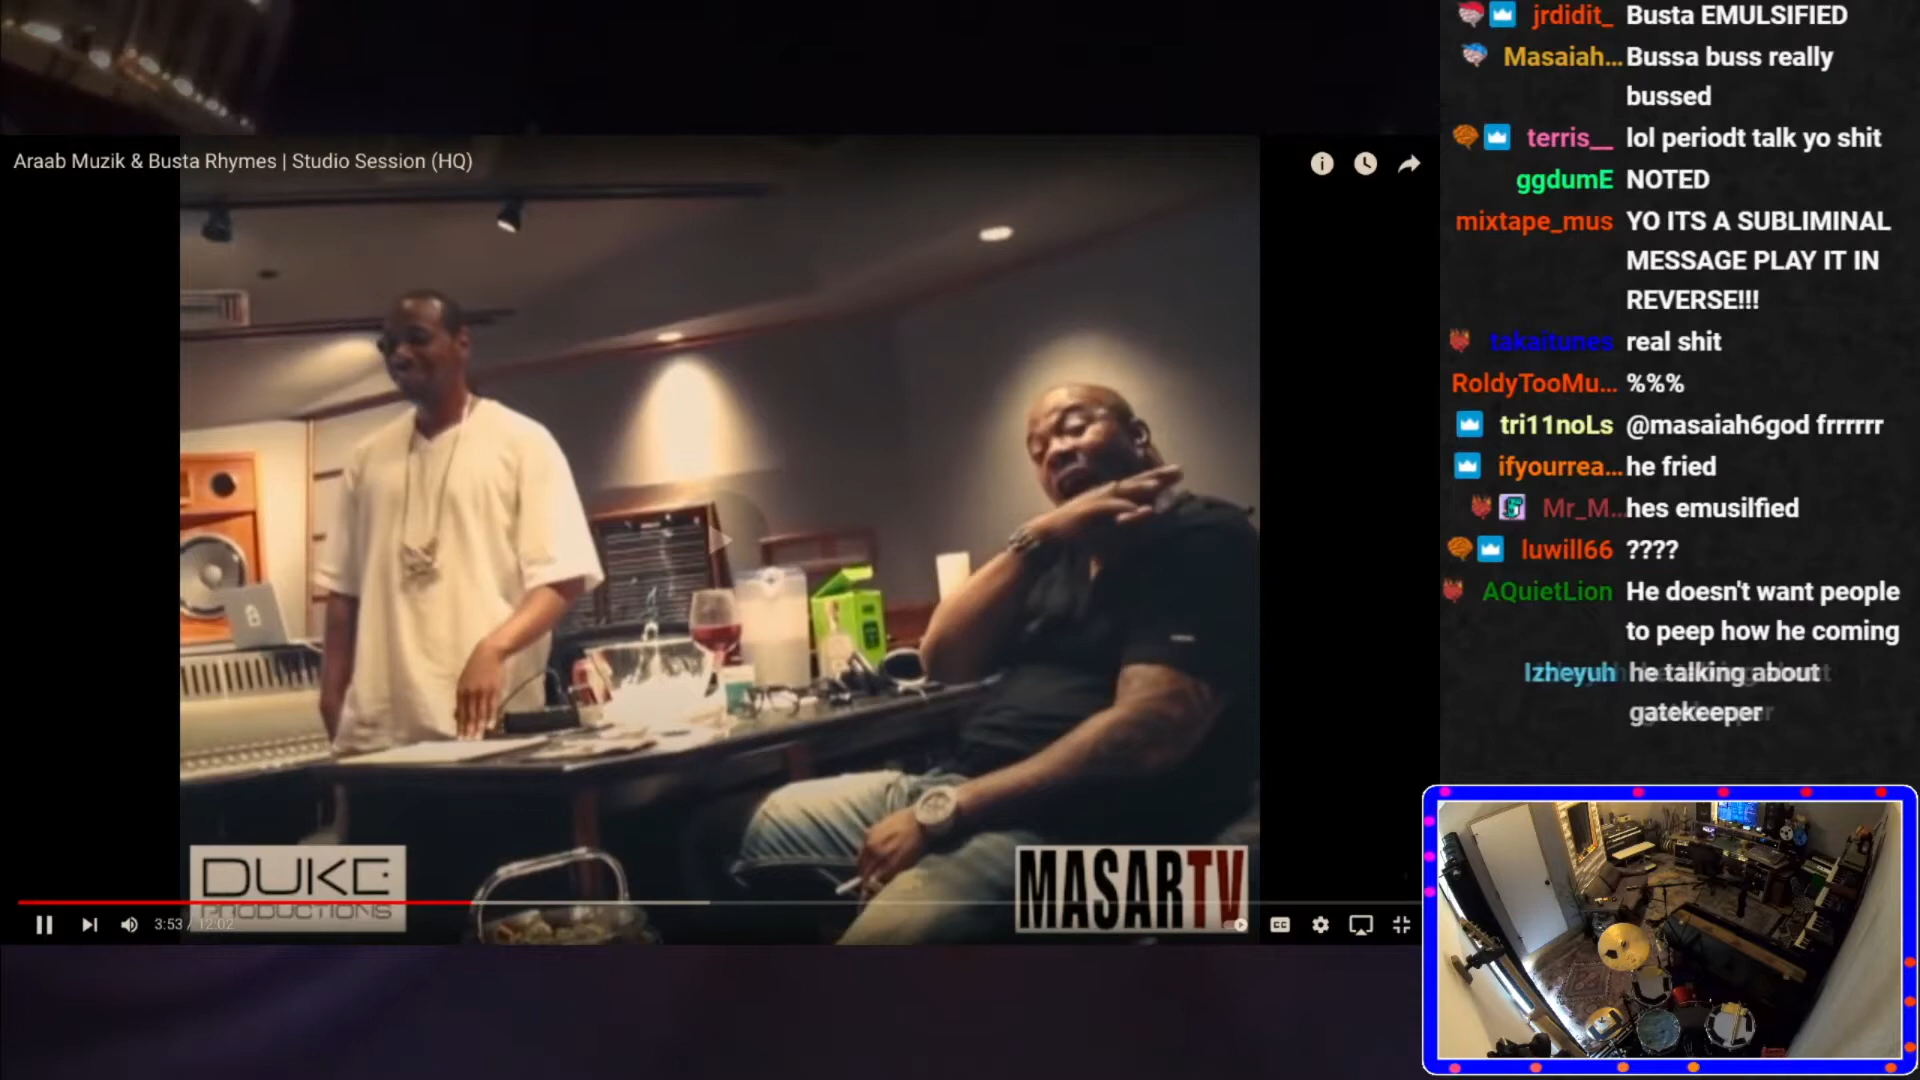 Araab Muzik & Busta Rhymes | Studio Session (HQ)
DUKE
PRODUCTIONS
MASARTV
3:53 / 12:02
CC
jrdidit_ Busta EMULSIFIED
Masaiah... Bussa buss really
bussed
terris__ lol periodt talk yo shit
ggdumE NOTED
mixtape_mus YO ITS A SUBLIMINAL
MESSAGE PLAY IT IN
REVERSE!!!
takaitunes real shit
RoldyTooMu... %%%
tri11noLs @masaiah6god frrrrrr
ifyourrea... he fried
Mr_M... hes emusilfied
luwill66 ????
AQuietLion He doesn't want people
to peep how he coming
Izheyuh he talking about
gatekeeper